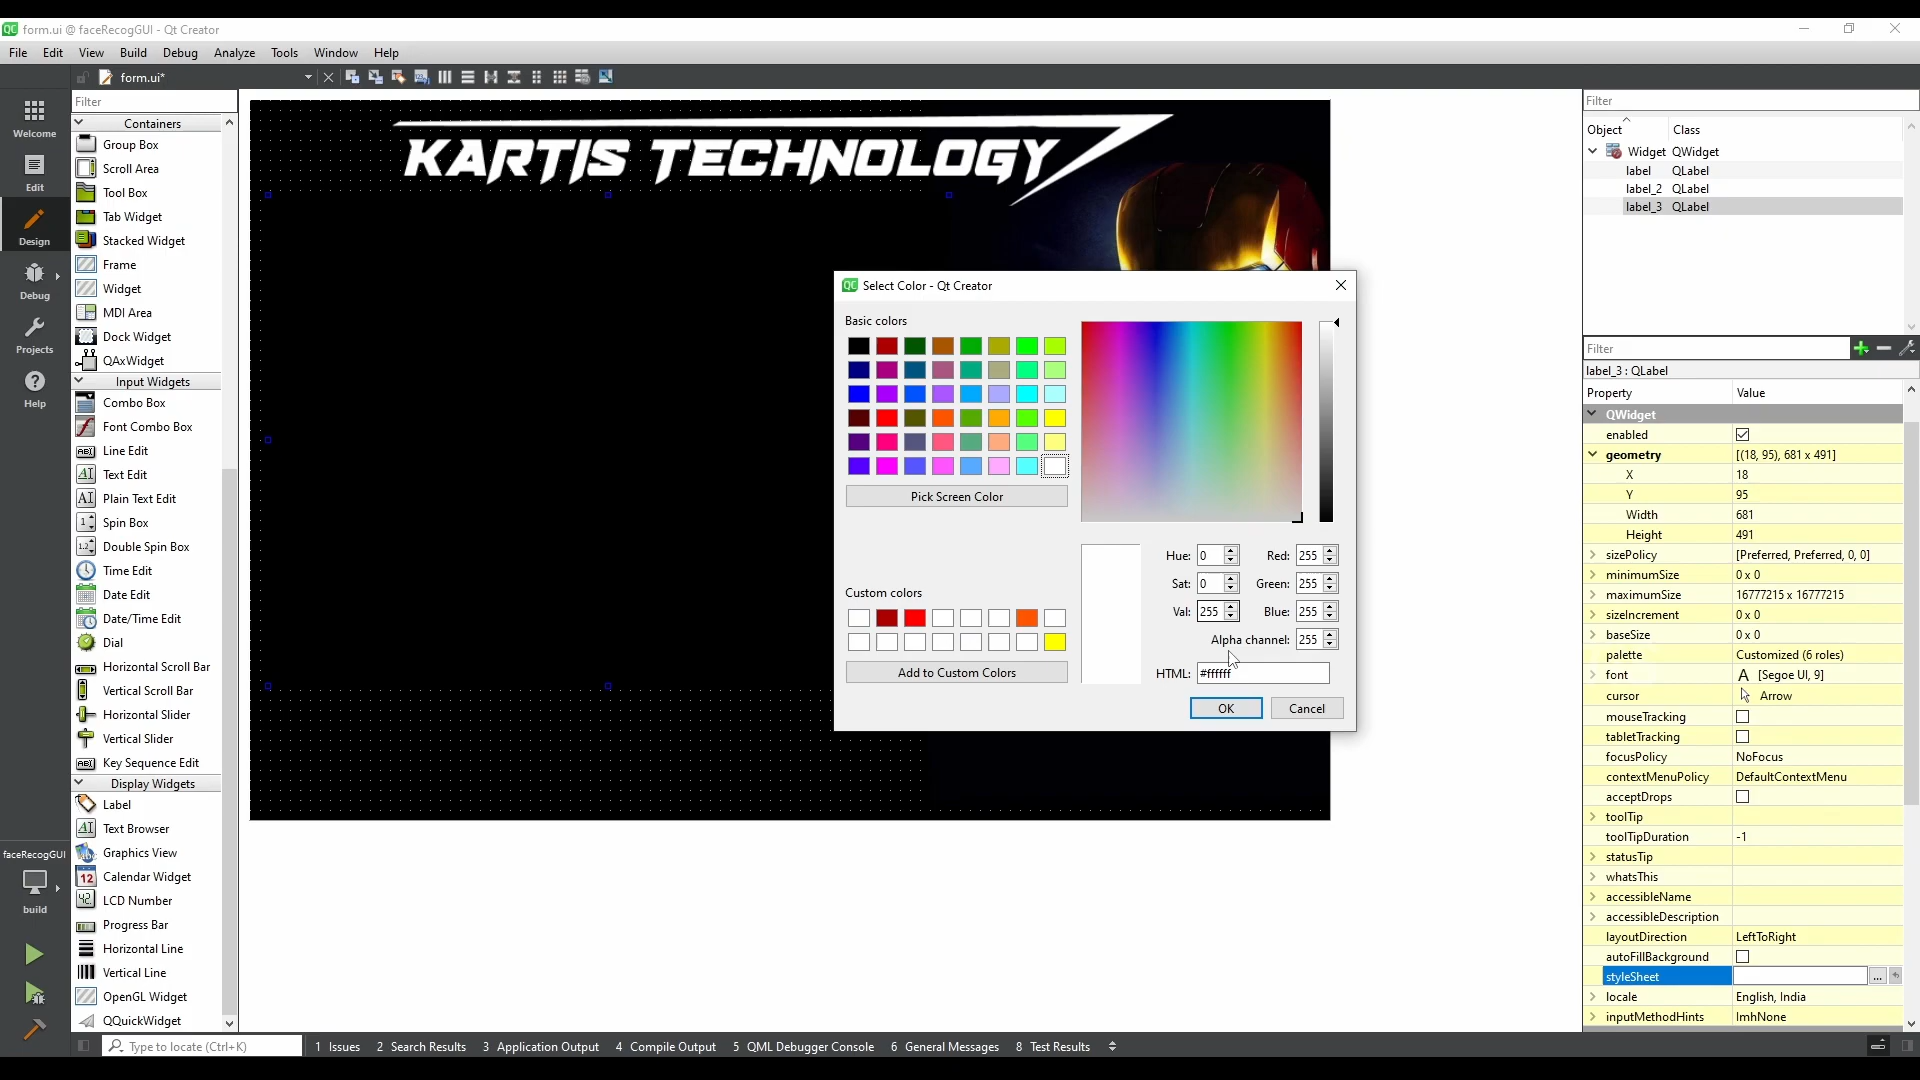 form.ui @ faceRecogGUI - Qt Creator
File Edit View Build Debug Analyze Tools Window Help
form.ui*
Welcome
Edit
Design
Debug
Projects
Help
faceRecogGUI
build
Filter
Containers
Group Box
Scroll Area
Tool Box
Tab Widget
Stacked Widget
Frame
Widget
MDI Area
Dock Widget
QAxWidget
Input Widgets
Combo Box
Font Combo Box
Line Edit
Text Edit
Plain Text Edit
Spin Box
Double Spin Box
Time Edit
Date Edit
Date/Time Edit
Dial
Horizontal Scroll Bar
Vertical Scroll Bar
Horizontal Slider
Vertical Slider
Key Sequence Edit
Display Widgets
Label
Text Browser
Graphics View
Calendar Widget
LCD Number
Progress Bar
Horizontal Line
Vertical Line
OpenGL Widget
QQuickWidget
KARTIS TECHNOLOGY
Select Color - Qt Creator
Basic colors
Pick Screen Color
Custom colors
Add to Custom Colors
Hue: 0 Red: 255
Sat: 0 Green: 255
Val: 255 Blue: 255
Alpha channel: 255
HTML: #ffffff
OK Cancel
Filter
Object Class
Widget QWidget
label QLabel
label_2 QLabel
label_3 QLabel
Filter
label_3 : QLabel
Property Value
QWidget
enabled
geometry [(18, 95), 681 x 491]
X 18
Y 95
Width 681
Height 491
sizePolicy [Preferred, Preferred, 0, 0]
minimumSize 0 x 0
maximumSize 16777215 x 16777215
sizeIncrement 0 x 0
baseSize 0 x 0
palette Customized (6 roles)
font A [Segoe UI, 9]
cursor Arrow
mouseTracking
tabletTracking
focusPolicy NoFocus
contextMenuPolicy DefaultContextMenu
acceptDrops
toolTip
toolTipDuration -1
statusTip
whatsThis
accessibleName
accessibleDescription
layoutDirection LeftToRight
autoFillBackground
styleSheet ...
locale English, India
inputMethodHints ImhNone
Type to locate (Ctrl+K) 1 Issues 2 Search Results 3 Application Output 4 Compile Output 5 QML Debugger Console 6 General Messages 8 Test Results